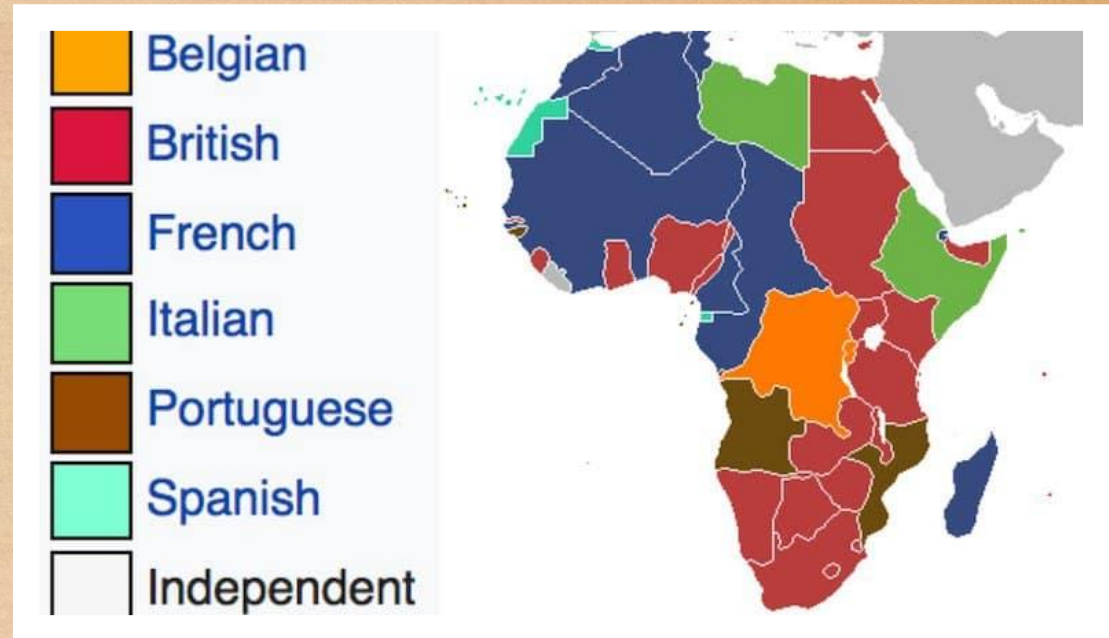 Belgian
British
French
Italian
Portuguese
Spanish
Independent